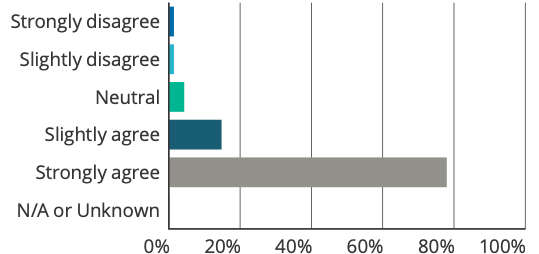 Strongly disagree
Slightly disagree
Neutral
Slightly agree
Strongly agree
N/A or Unknown
0% 20% 40% 60% 80% 100%